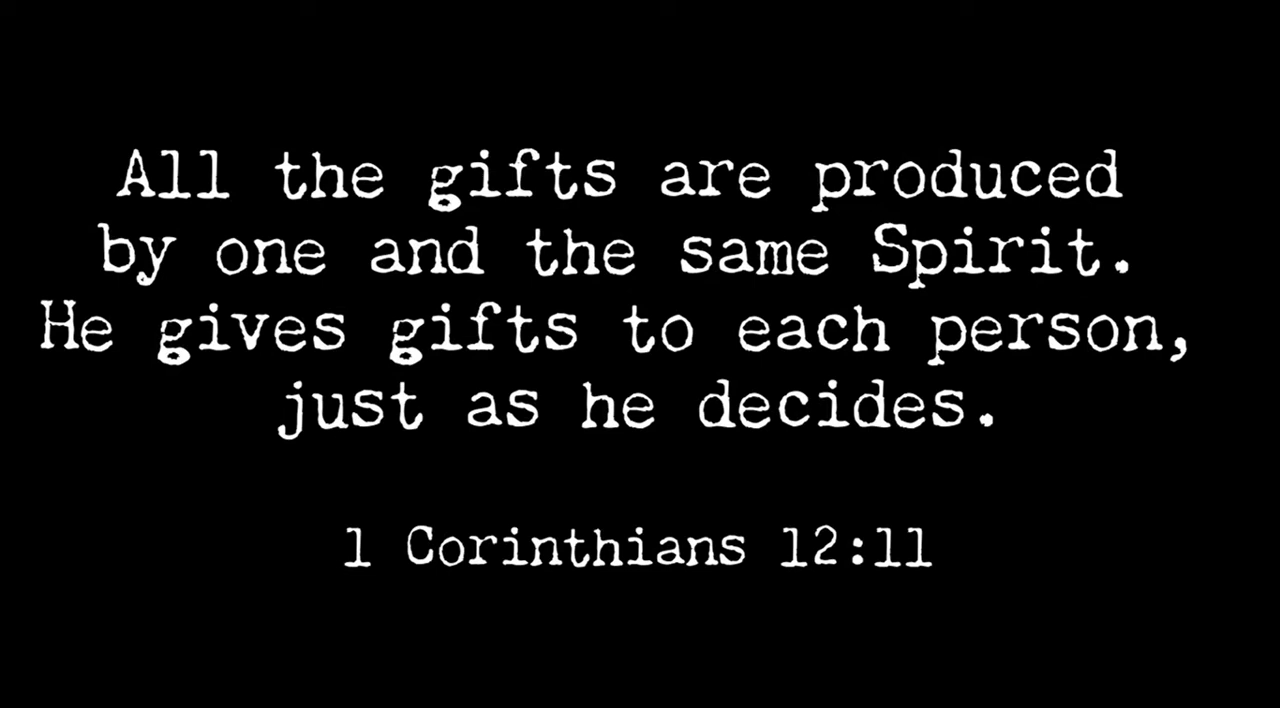 All the gifts are produced
by one and the same Spirit.
He gives gifts to each person,
just as he decides.
1 Corinthians 12:11